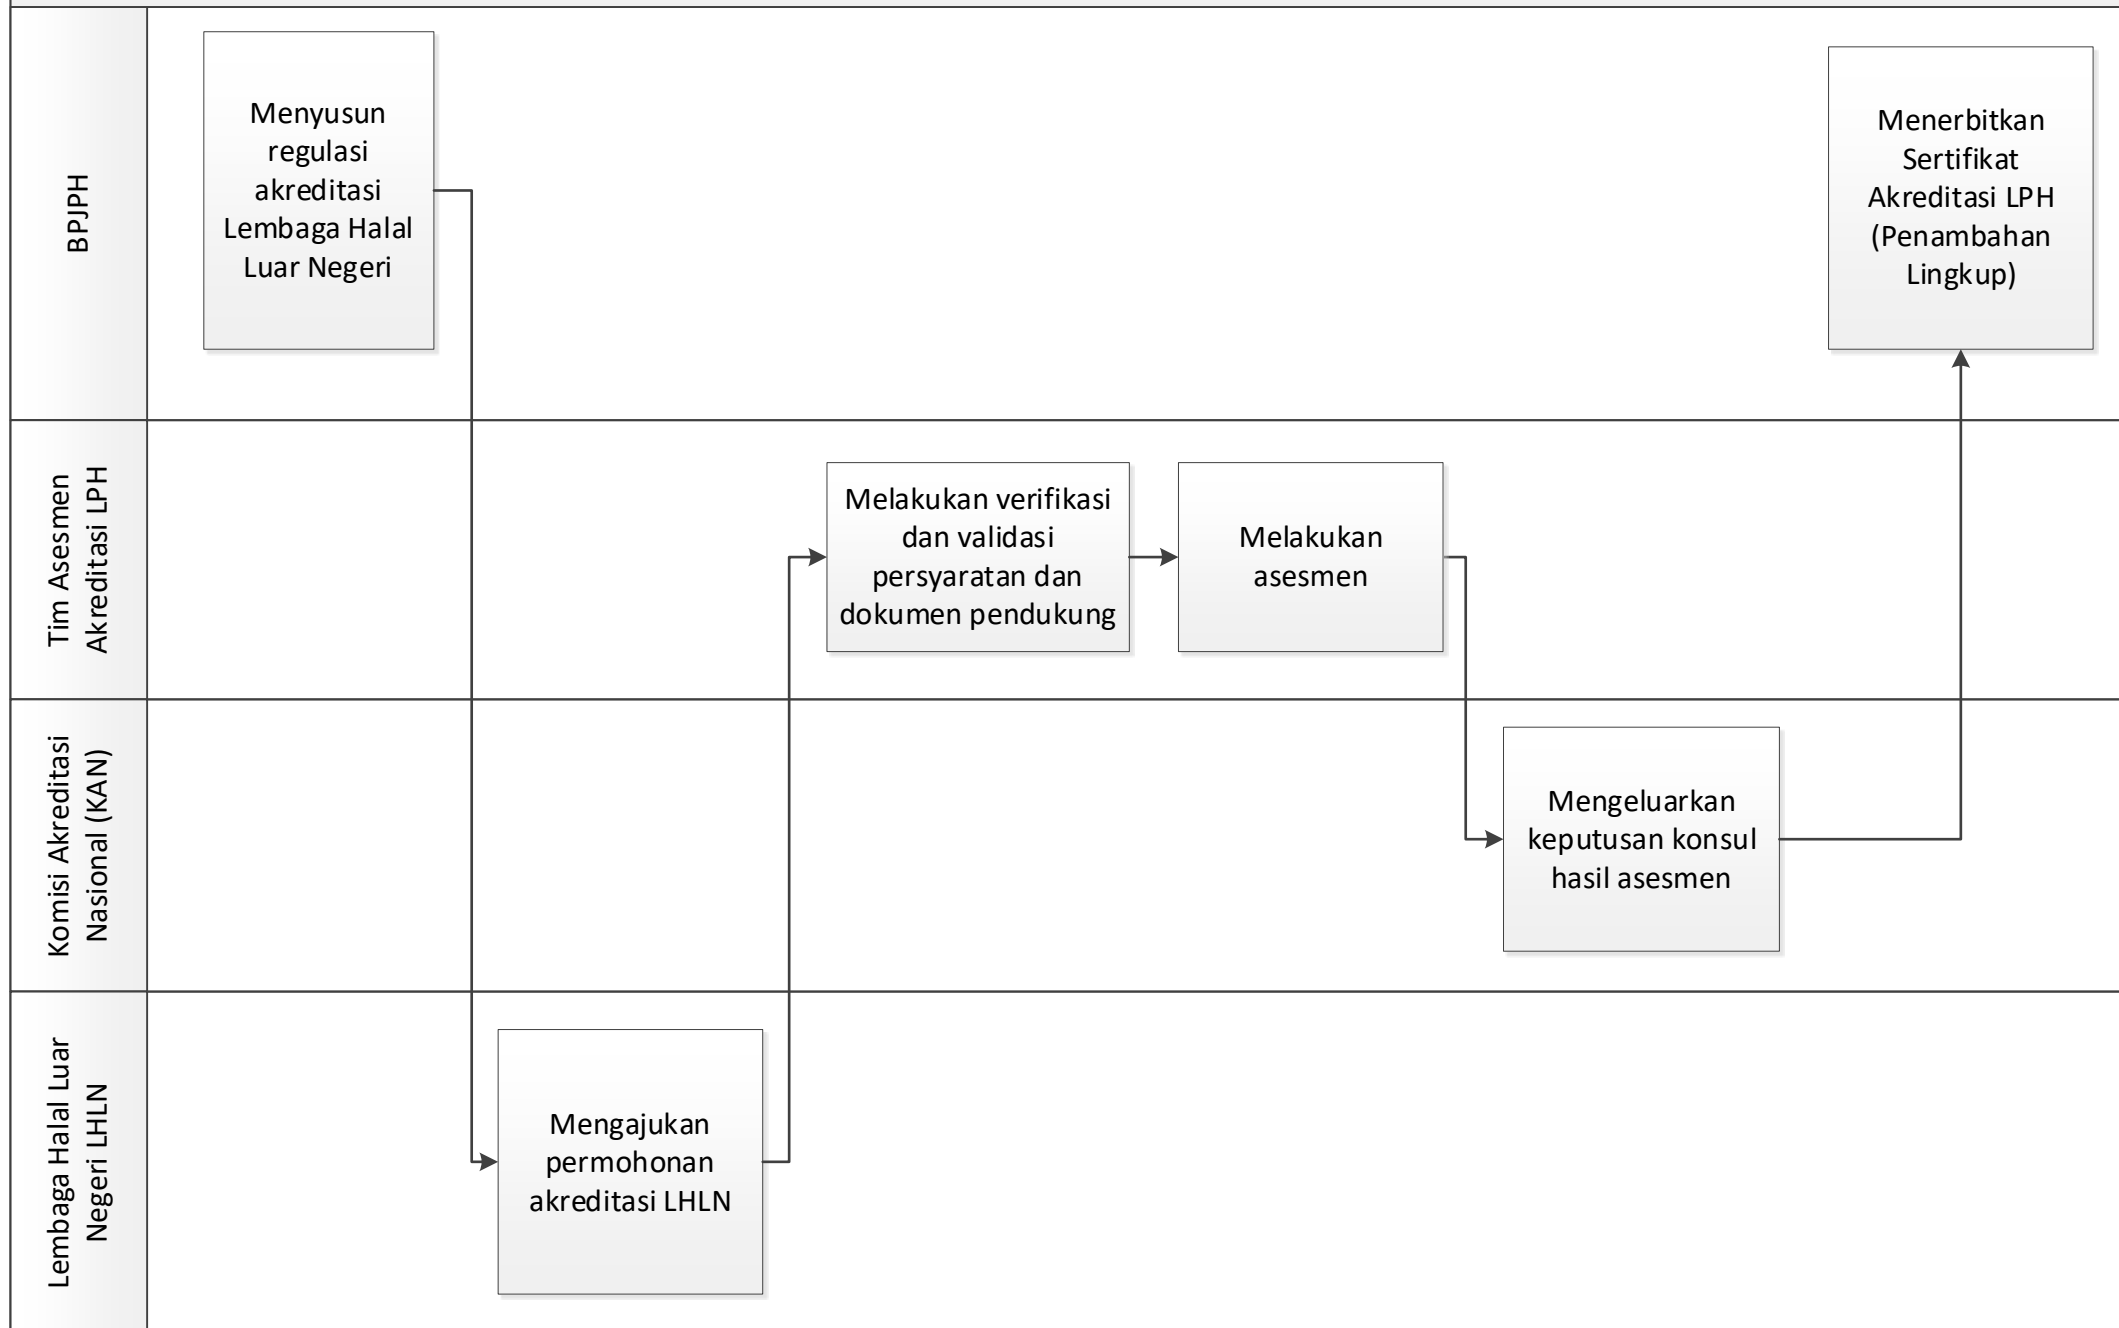 BPJPH
Menyusun
regulasi
akreditasi
Lembaga Halal
Luar Negeri
Menerbitkan
Sertifikat
Akreditasi LPH
(Penambahan
Lingkup)
Tim Asesmen
Akreditasi LPH
Melakukan verifikasi
dan validasi
persyaratan dan
dokumen pendukung
Melakukan
asesmen
Komisi Akreditasi
Nasional (KAN)
Mengeluarkan
keputusan konsul
hasil asesmen
Lembaga Halal Luar
Negeri LHLN
Mengajukan
permohonan
akreditasi LHLN